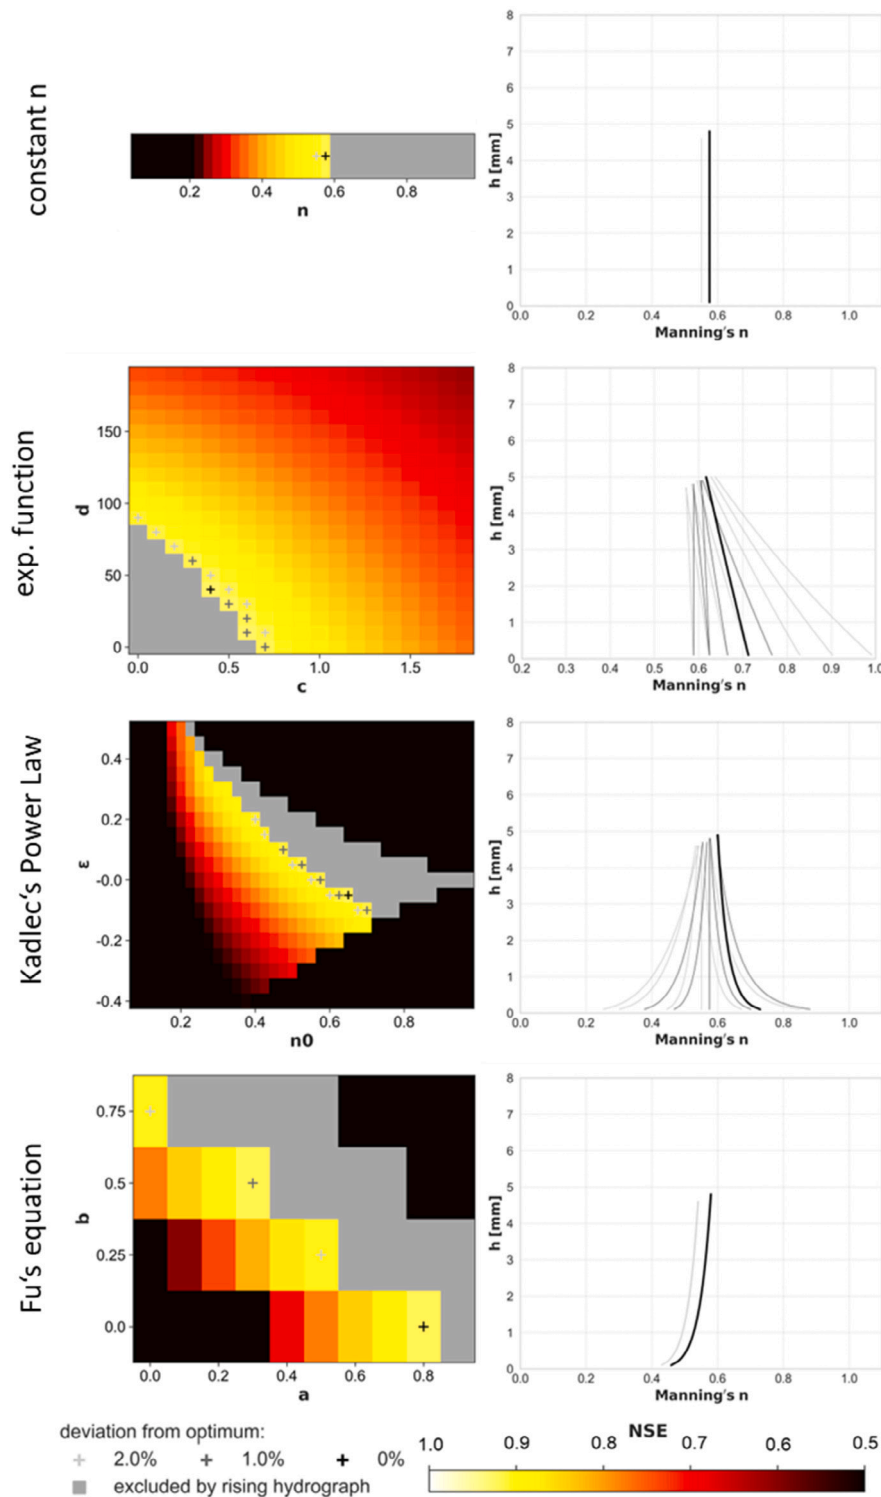 constant n
0.2 0.4 0.6 0.8
n
8
7
6
5
4
3
2
1
0
h [mm]
0.0 0.2 0.4 0.6 0.8 1.0
Manning's n
exp. function
150
100
50
0
d
0.0 0.5 1.0 1.5
c
8
7
6
5
4
3
2
1
0
h [mm]
0.2 0.3 0.4 0.5 0.6 0.7 0.8 0.9 1.0
Manning's n
Kadlec‘s Power Law
0.4
0.2
-0.0
-0.2
-0.4
ε
0.2 0.4 0.6 0.8
n0
8
7
6
5
4
3
2
1
0
h [mm]
0.0 0.2 0.4 0.6 0.8 1.0
Manning's n
Fu‘s equation
0.75
0.5
0.25
0.0
b
0.0 0.2 0.4 0.6 0.8
a
8
7
6
5
4
3
2
1
0
h [mm]
0.0 0.2 0.4 0.6 0.8 1.0
Manning's n
deviation from optimum:
+ 2.0% + 1.0% + 0%
excluded by rising hydrograph
NSE
1.0 0.9 0.8 0.7 0.6 0.5